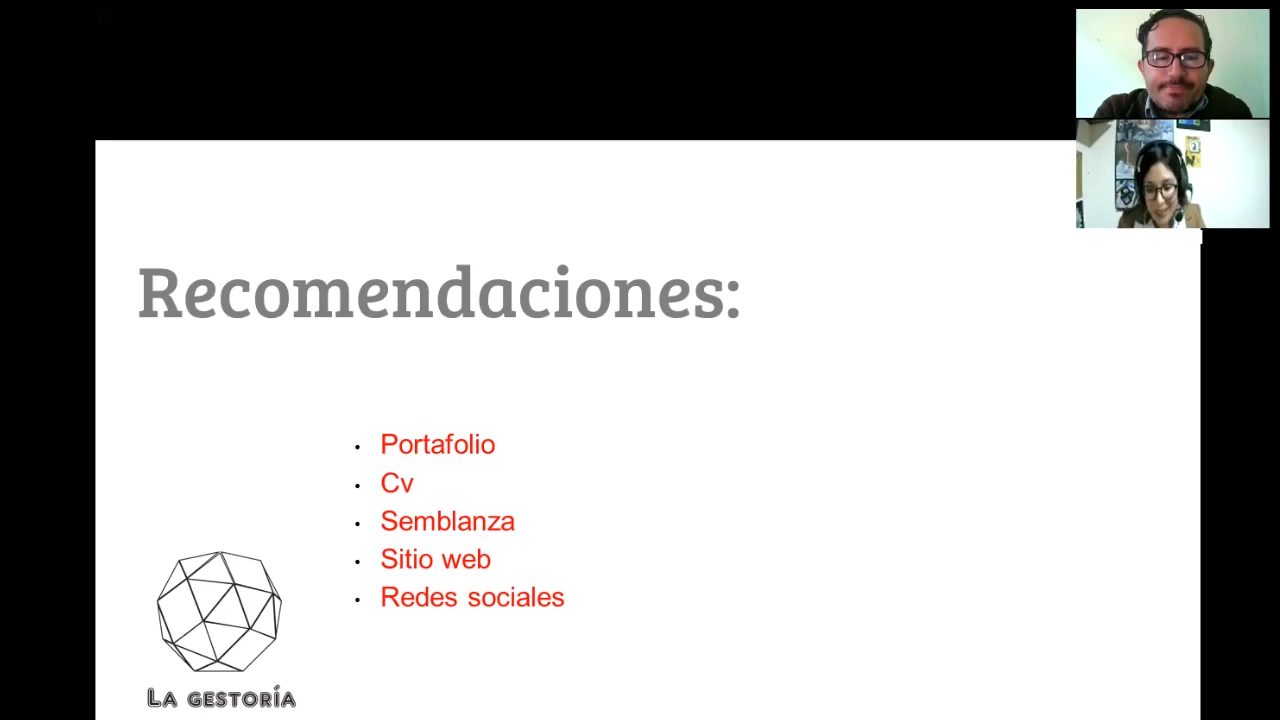 Recomendaciones:
• Portafolio
• Cv
• Semblanza
• Sitio web
• Redes sociales
LA GESTORÍA